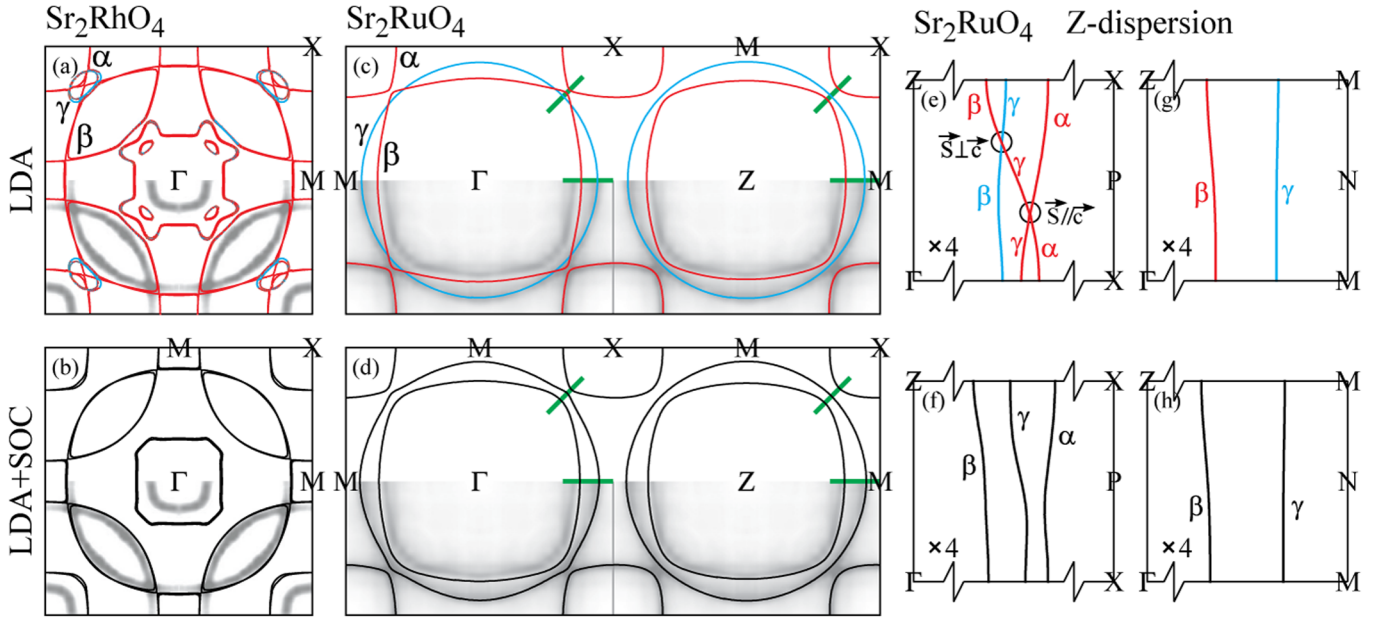 Sr2RhO4 Sr2RuO4 Sr2RuO4 Z-dispersion
LDA
(a) α γ β Γ M X
(c) α γ β M Γ X M Z M X
(e) Z β γ α X
S⊥c γ
β P
S//c
γ α
×4
Γ X
(g) Z M
β γ N
×4
Γ M
LDA+SOC
(b) M X Γ M
(d) M X M X
M Γ Z M
(f) Z X
γ α
β P
×4
Γ X
(h) Z M
β γ N
×4
Γ M